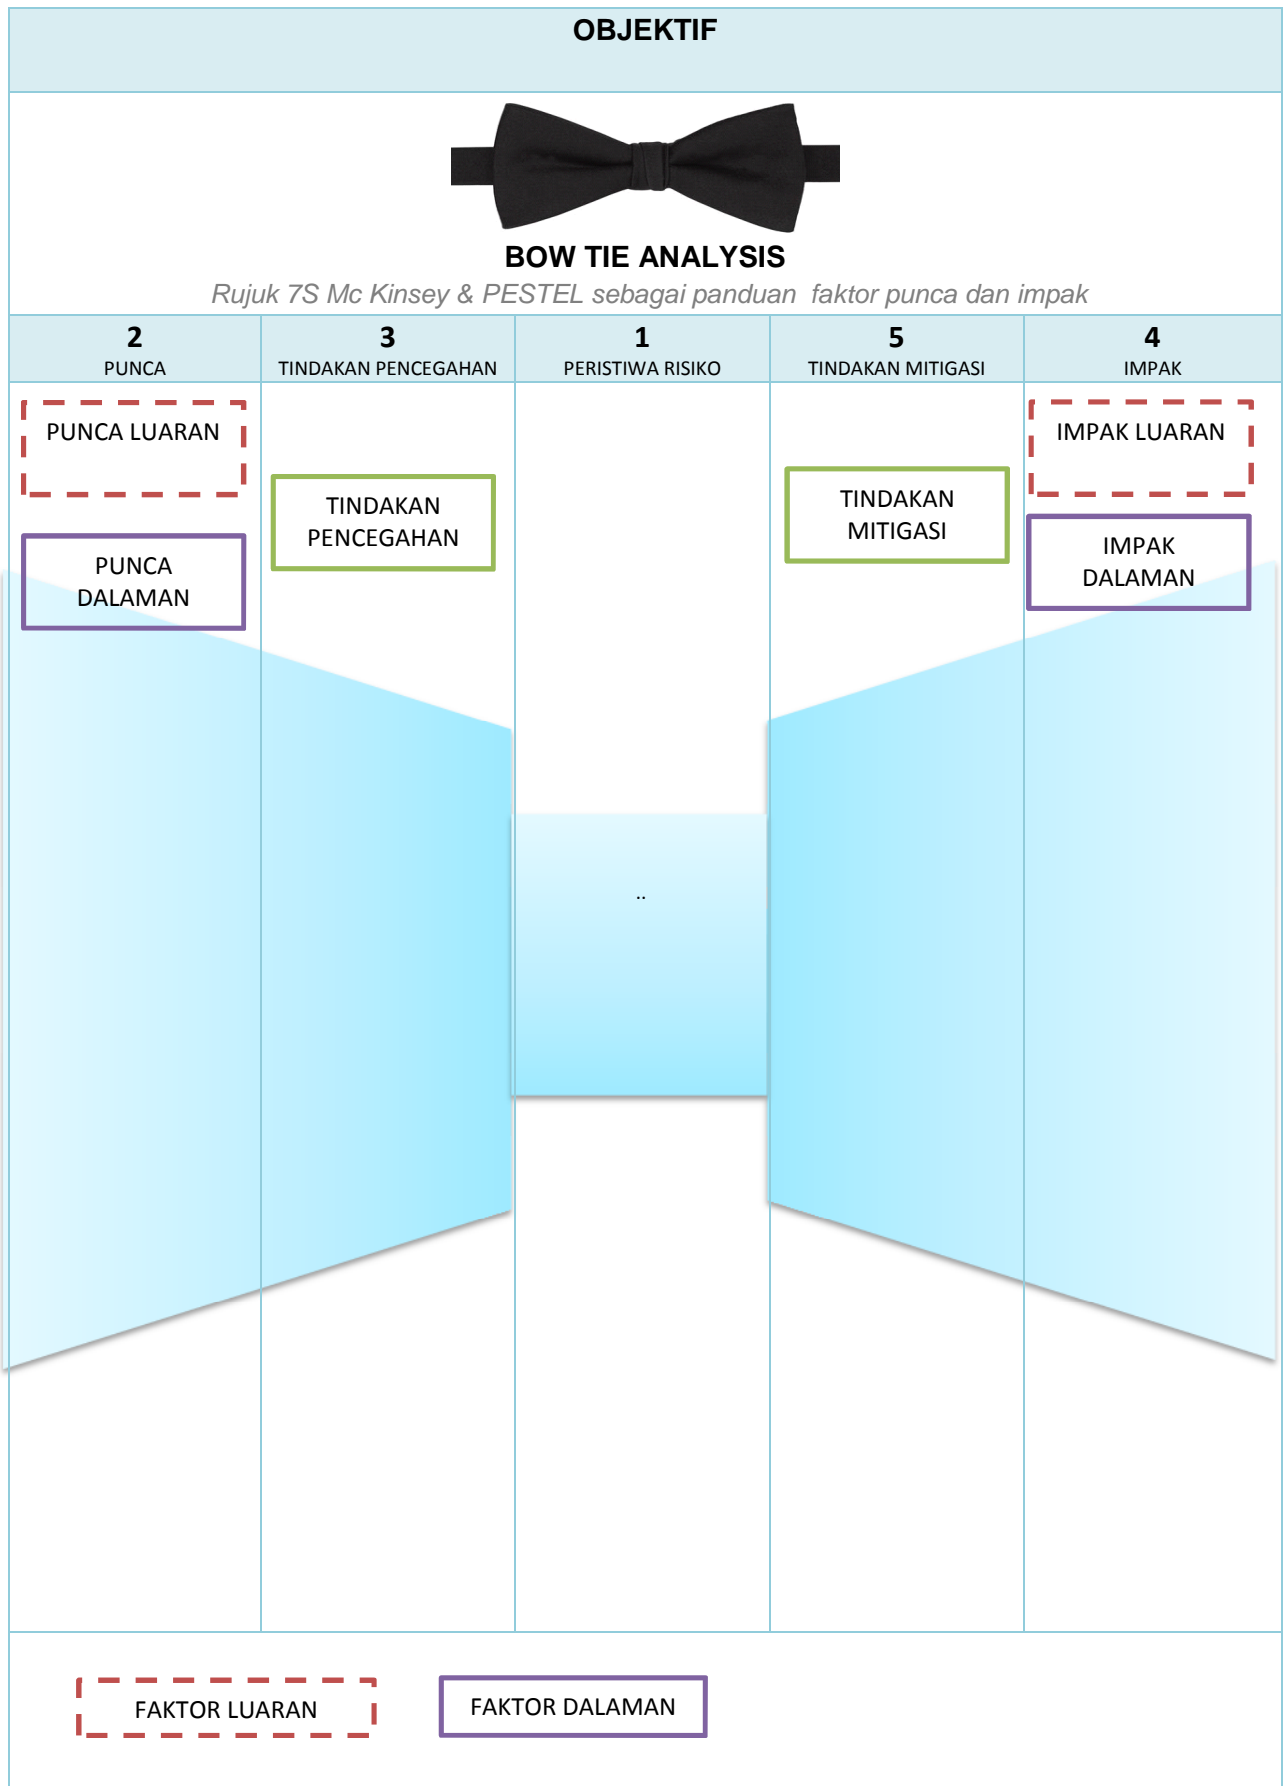 OBJEKTIF
BOW TIE ANALYSIS
Rujuk 7S Mc Kinsey & PESTEL sebagai panduan faktor punca dan impak
2
PUNCA
3
TINDAKAN PENCEGAHAN
1
PERISTIWA RISIKO
5
TINDAKAN MITIGASI
4
IMPAK
PUNCA LUARAN
PUNCA
DALAMAN
TINDAKAN
PENCEGAHAN
..
TINDAKAN
MITIGASI
IMPAK LUARAN
IMPAK
DALAMAN
FAKTOR LUARAN
FAKTOR DALAMAN